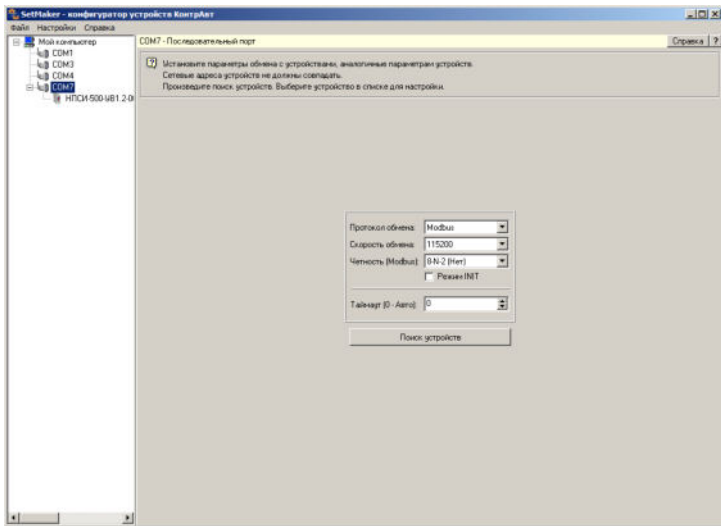 SetMaker - конфигуратор устройств КонтрАвт
Файл Настройки Справка
Мой компьютер
COM1
COM3
COM4
COM7
НПСИ-500-МВ1.2-0
COM7 - Последовательный порт
Справка ?
Установите параметры обмена с устройствами, аналогичные параметрам устройств.
Сетевые адреса устройств не должны совпадать.
Произведите поиск устройств. Выберите устройство в списке для настройки.
Протокол обмена: Modbus
Скорость обмена: 115200
Четность (Modbus): 8-N-2 (Нет)
Режим INIT
Таймаут (0 - Авто): 0
Поиск устройств